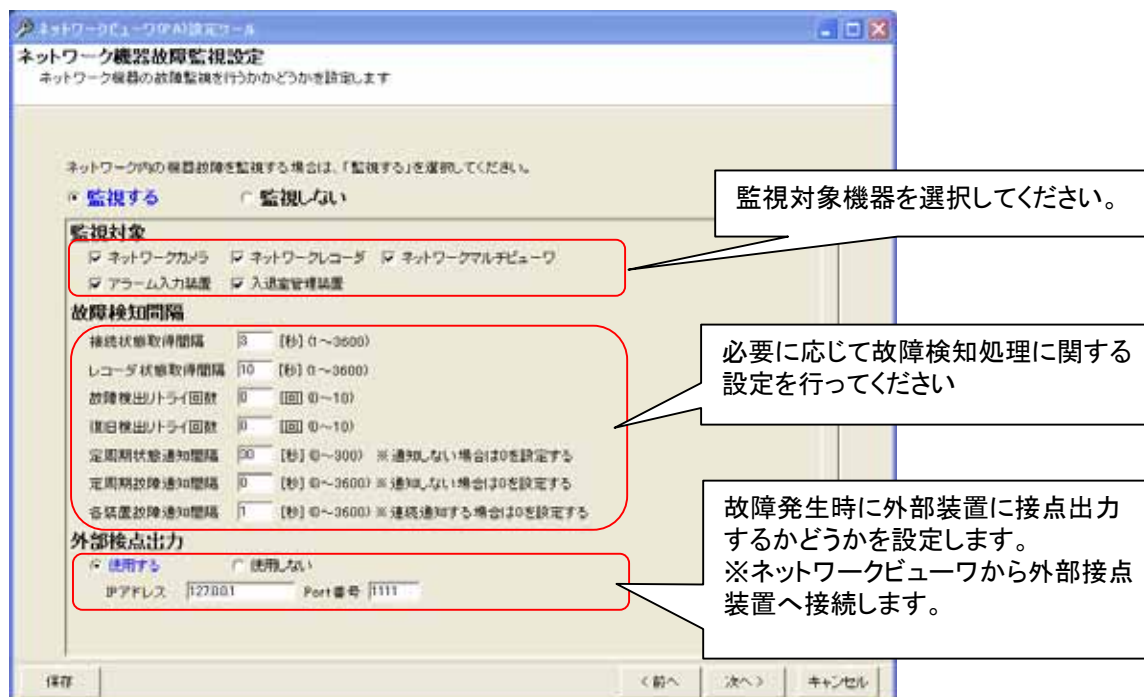 ネットワークビューワ(PA)設定ツール
ネットワーク機器故障監視設定
ネットワーク機器の故障監視を行うかかどうかを設定します
ネットワーク内の機器故障を監視する場合は、「監視する」を選択してください。
監視する 監視しない
監視対象機器を選択してください。
監視対象
ネットワークカメラ ネットワークレコーダ ネットワークマルチビューワ
アラーム入力装置 入退室管理装置
故障検知間隔
接続状態取得間隔 3 [秒] (1～3600)
レコーダ状態取得間隔 10 [秒] (1～3600)
故障検出リトライ回数 0 [回] (0～10)
復旧検出リトライ回数 0 [回] (0～10)
定周期状態通知間隔 30 [秒] (0～300) ※通知しない場合は0を設定する
定周期故障通知間隔 0 [秒] (0～3600) ※通知しない場合は0を設定する
各装置故障通知間隔 1 [秒] (0～3600) ※連続通知する場合は0を設定する
必要に応じて故障検知処理に関する
設定を行ってください
外部接点出力
使用する 使用しない
IPアドレス 127.0.0.1 Port番号 1111
故障発生時に外部装置に接点出力
するかどうかを設定します。
※ネットワークビューワから外部接点
装置へ接続します。
保存 <前へ 次へ> キャンセル